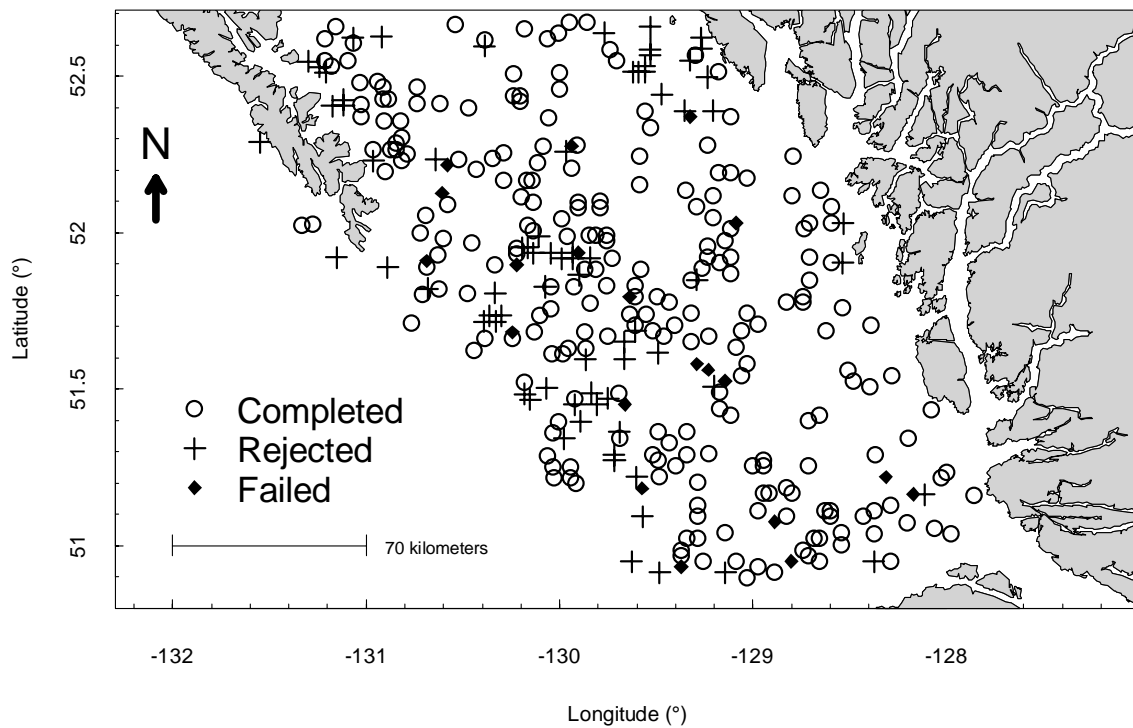 52.5
52
51.5
51
Latitude (°)
N
Completed
Rejected
Failed
70 kilometers
-132 -131 -130 -129 -128
Longitude (°)